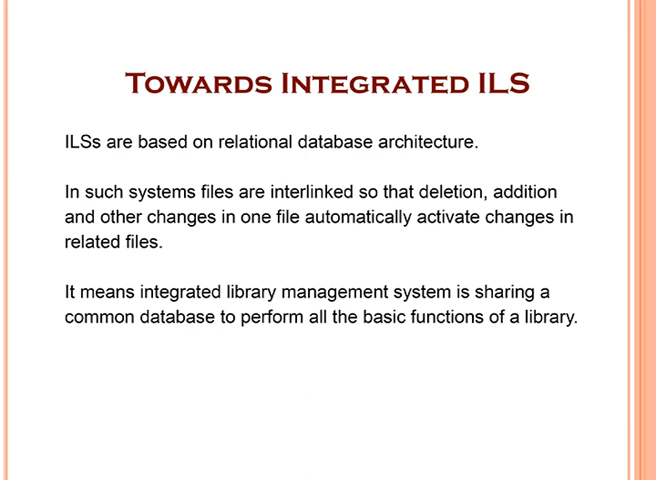 Towards Integrated ILS
ILSs are based on relational database architecture.
In such systems files are interlinked so that deletion, addition
and other changes in one file automatically activate changes in
related files.
It means integrated library management system is sharing a
common database to perform all the basic functions of a library.